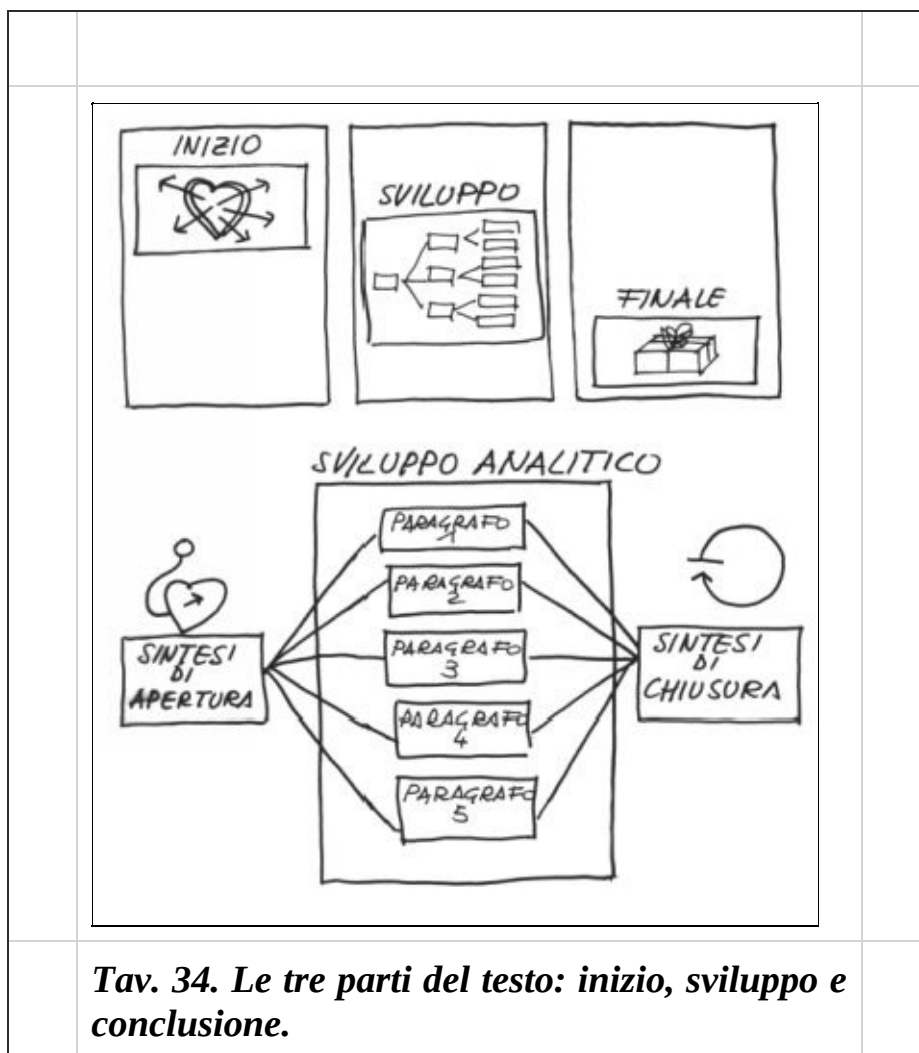 INIZIO
SVILUPPO
FINALE
SVILUPPO ANALITICO
PARAGRAFO
1
PARAGRAFO
2
PARAGRAFO
3
PARAGRAFO
4
PARAGRAFO
5
SINTESI
DI
APERTURA
SINTESI
DI
CHIUSURA
Tav. 34. Le tre parti del testo: inizio, sviluppo e
conclusione.